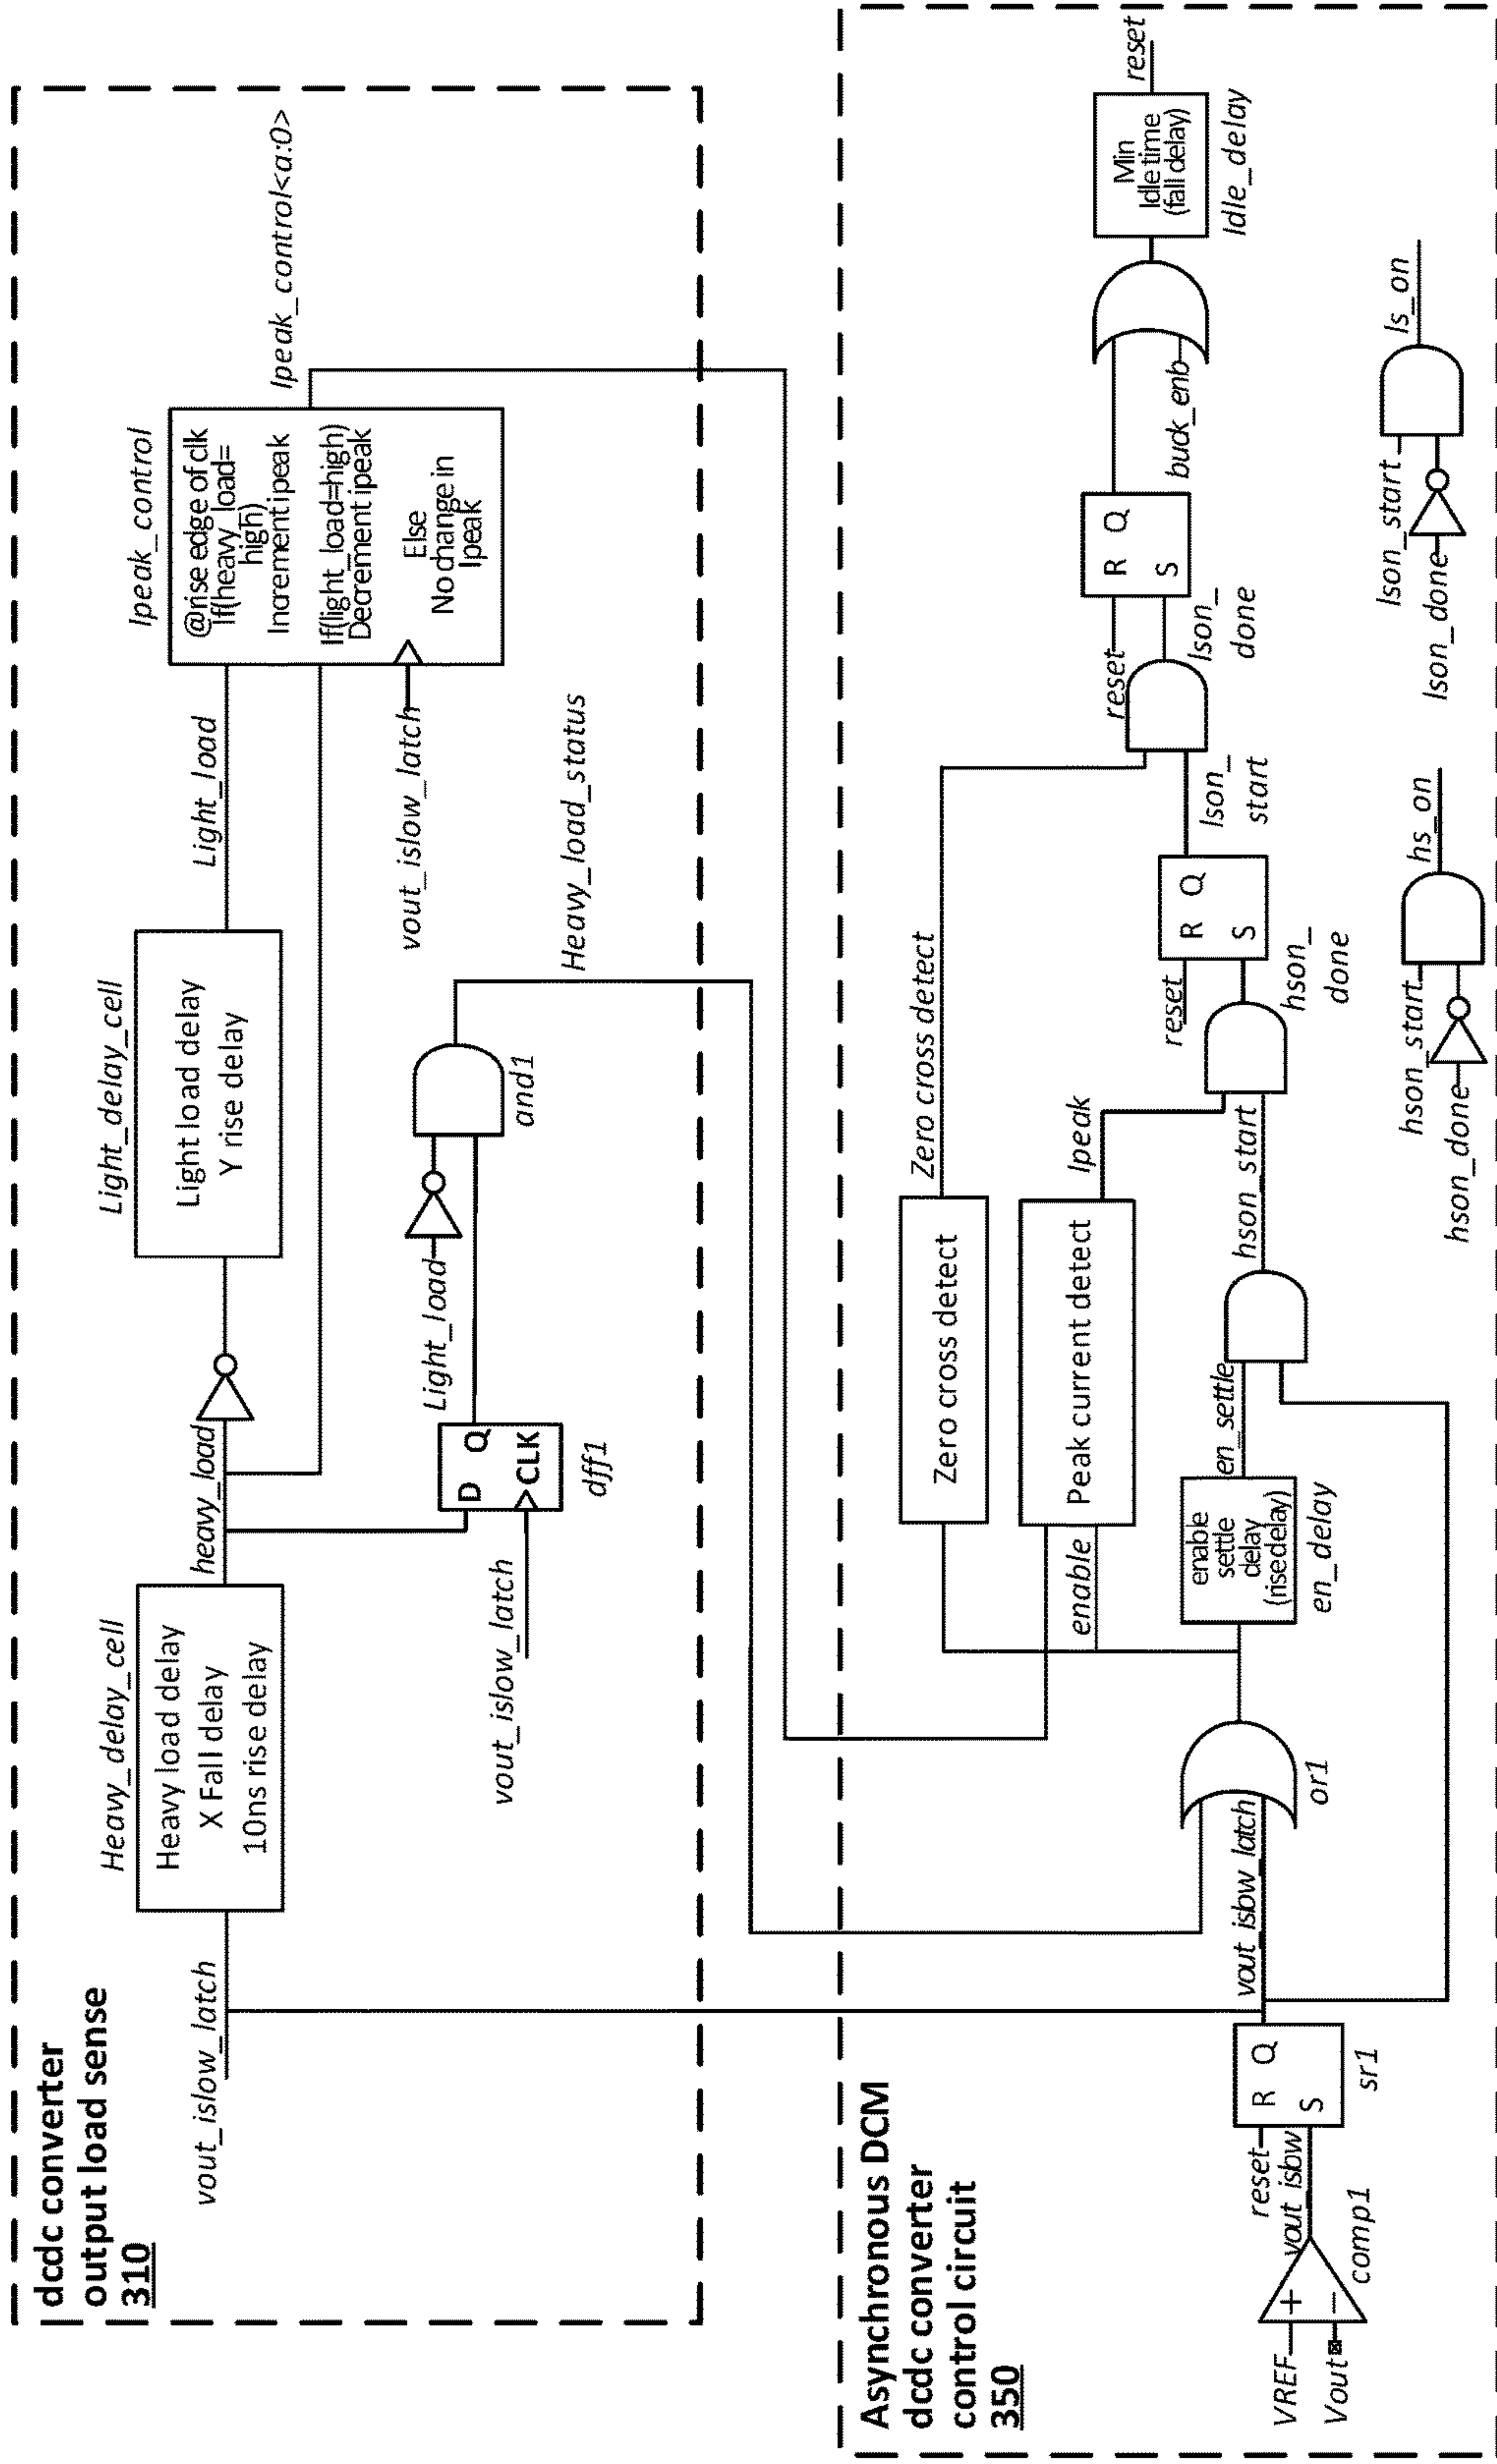 dcdc converter
output load sense
310
vout_islow_latch
Heavy_delay_cell
Heavy load delay
X Fall delay
10ns rise delay
heavy_load
Light_delay_cell
Light load delay
Y rise delay
Light_load
Ipeak_control
@rise edge of clk
If(heavy_load=
high)
Increment ipeak
If(light_load=high)
Decrement ipeak
Else
No change in
Ipeak
Ipeak_control<a:0>
vout_islow_latch
vout_islow_latch
D Q
CLK
dff1
Light_load
and1
Heavy_load_status
Asynchronous DCM
dcdc converter
control circuit
350
VREF
Vout
+
−
comp1
vout_islow
reset
R Q
S
sr1
vout_islow_latch
or1
enable
enable
settle
delay
(rise delay)
en_delay
en_settle
Zero cross detect
Zero cross detect
Peak current detect
Ipeak
hson_start
hson_
done
reset
R Q
S
lson_
start
lson_
done
reset
R Q
S
buck_enb
Min
Idle time
(fall delay)
Idle_delay
reset
hson_start
hson_done
hs_on
lson_start
lson_done
ls_on